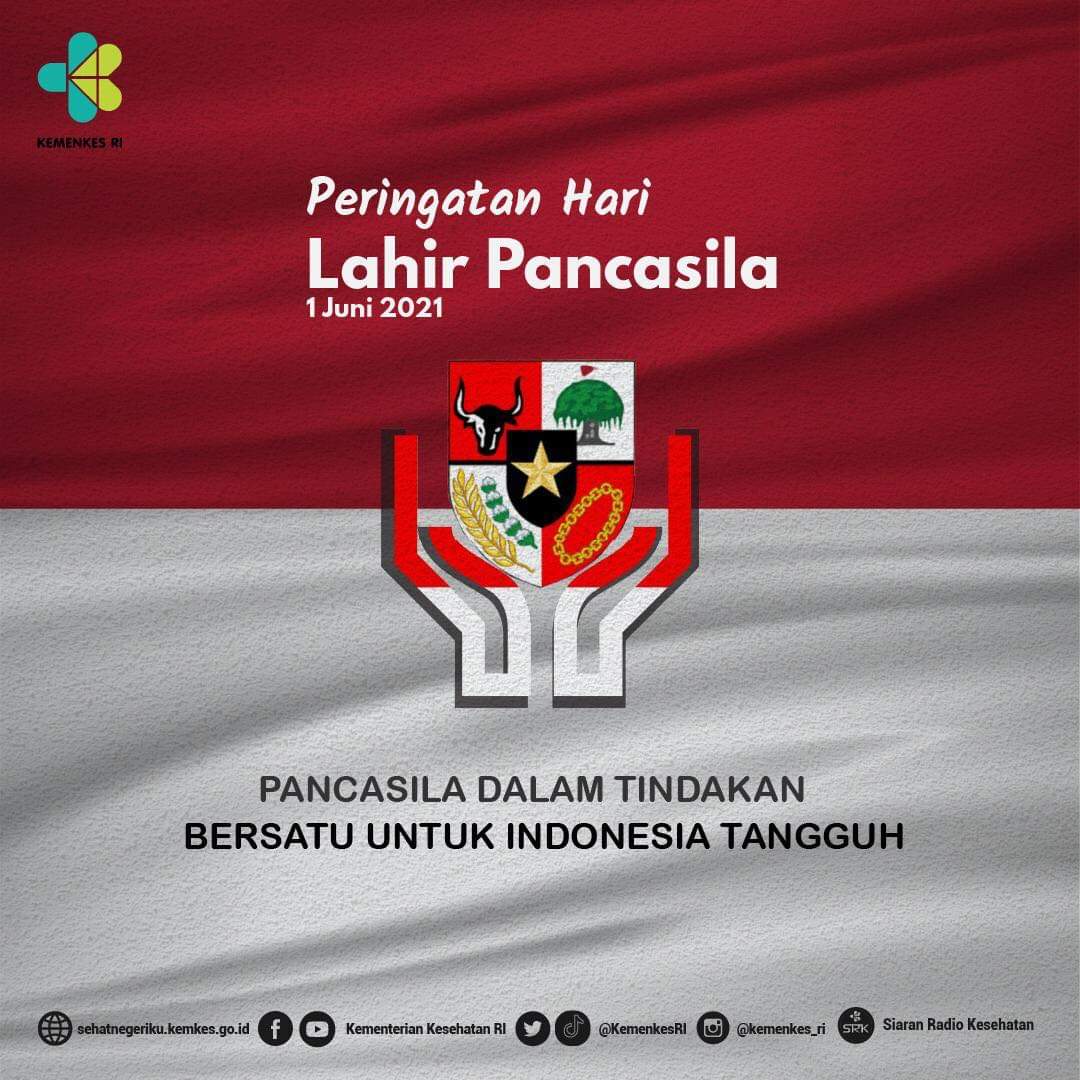 KEMENKES RI
Peringatan Hari
Lahir Pancasila
1 Juni 2021
PANCASILA DALAM TINDAKAN
BERSATU UNTUK INDONESIA TANGGUH
sehatnegeriku.kemkes.go.id Kementerian Kesehatan RI @KemenkesRI @kemenkes_ri SRK Siaran Radio Kesehatan